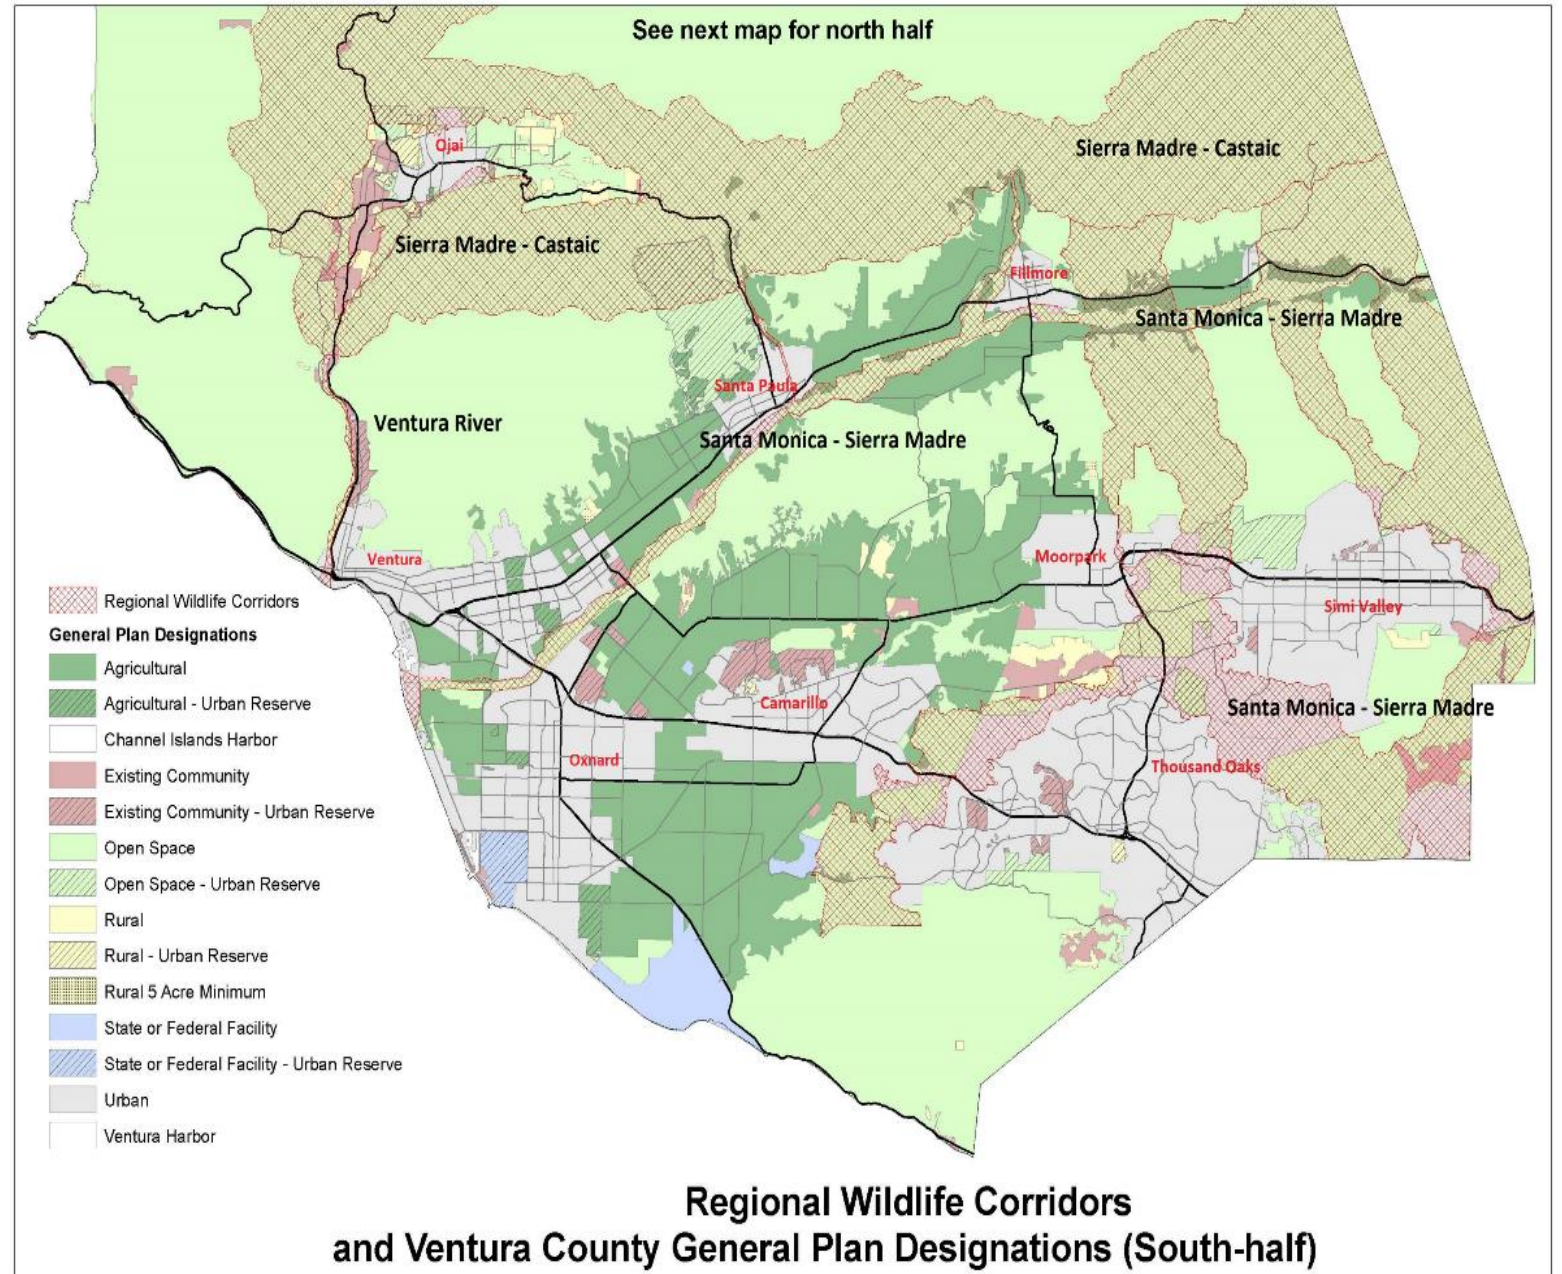 See next map for north half
Sierra Madre - Castaic
Ojai
Sierra Madre - Castaic
Fillmore
Santa Monica - Sierra Madre
Santa Paula
Ventura River
Santa Monica - Sierra Madre
Ventura
Moorpark
Simi Valley
Camarillo
Santa Monica - Sierra Madre
Oxnard
Thousand Oaks
Regional Wildlife Corridors
General Plan Designations
Agricultural
Agricultural - Urban Reserve
Channel Islands Harbor
Existing Community
Existing Community - Urban Reserve
Open Space
Open Space - Urban Reserve
Rural
Rural - Urban Reserve
Rural 5 Acre Minimum
State or Federal Facility
State or Federal Facility - Urban Reserve
Urban
Ventura Harbor
Regional Wildlife Corridors
and Ventura County General Plan Designations (South-half)